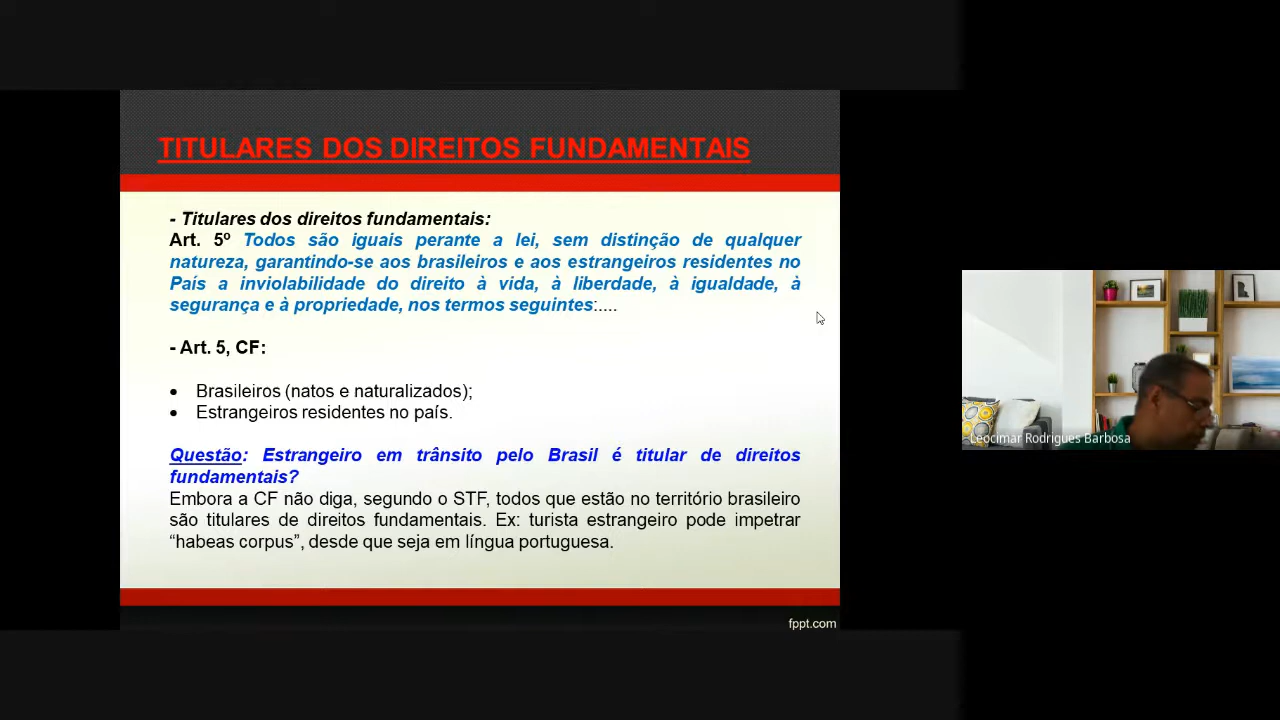 TITULARES DOS DIREITOS FUNDAMENTAIS
- Titulares dos direitos fundamentais:
Art. 5º Todos são iguais perante a lei, sem distinção de qualquer
natureza, garantindo-se aos brasileiros e aos estrangeiros residentes no
País a inviolabilidade do direito à vida, à liberdade, à igualdade, à
segurança e à propriedade, nos termos seguintes:....
- Art. 5, CF:
• Brasileiros (natos e naturalizados);
• Estrangeiros residentes no país.
Questão: Estrangeiro em trânsito pelo Brasil é titular de direitos
fundamentais?
Embora a CF não diga, segundo o STF, todos que estão no território brasileiro
são titulares de direitos fundamentais. Ex: turista estrangeiro pode impetrar
“habeas corpus”, desde que seja em língua portuguesa.
fppt.com
Leocimar Rodrigues Barbosa